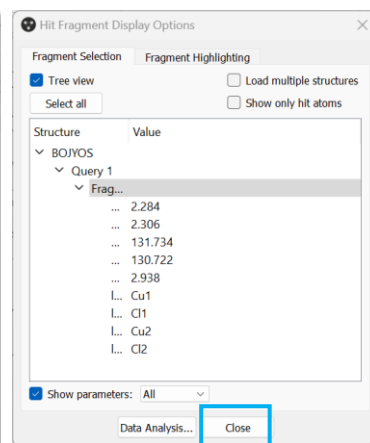 Hit Fragment Display Options
Fragment Selection Fragment Highlighting
Tree view Load multiple structures
Select all Show only hit atoms
Structure Value
BOJYOS
Query 1
Frag...
... 2.284
... 2.306
... 131.734
... 130.722
... 2.938
l... Cu1
l... Cl1
l... Cu2
l... Cl2
Show parameters: All
Data Analysis... Close